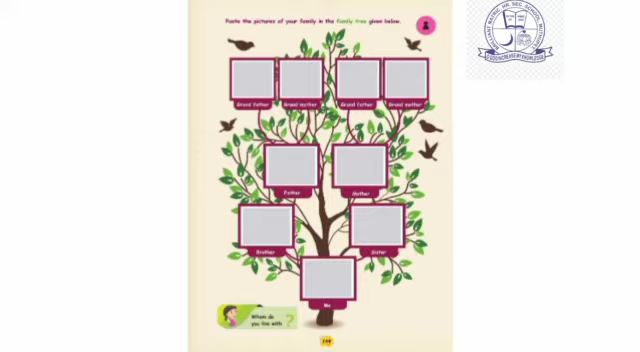 Paste the pictures of your family in the family tree given below.
Grand father
Grand mother
Grand father
Grand mother
Father
Mother
Brother
Sister
Me
Whom do
you live with ?